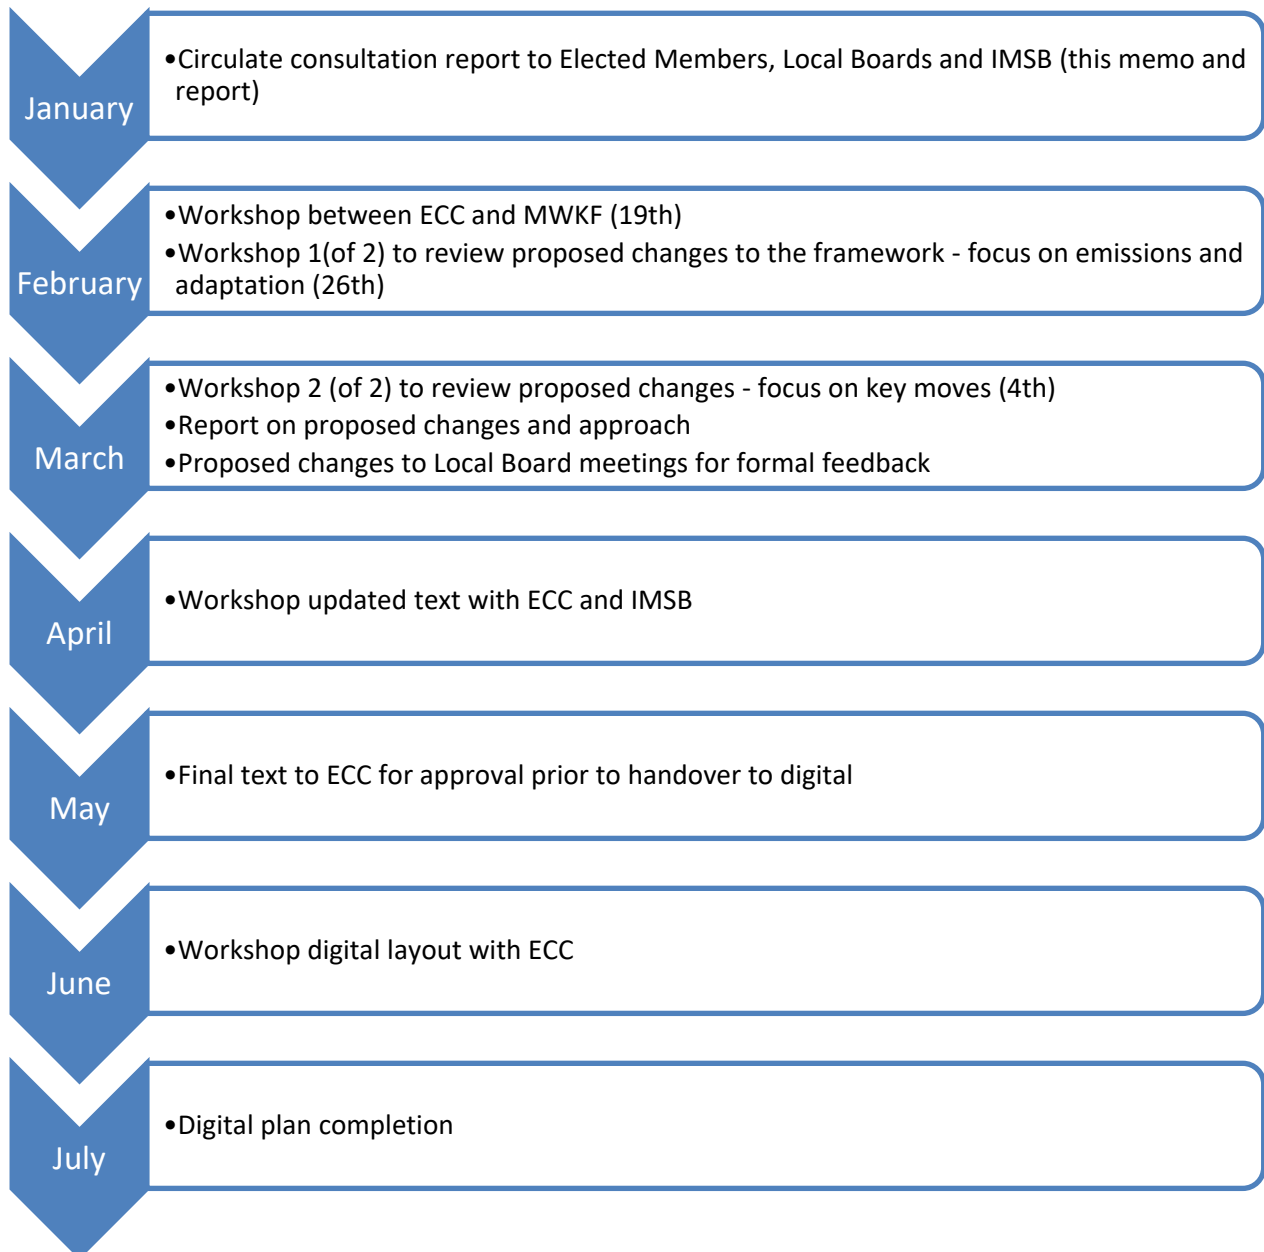 January
•Circulate consultation report to Elected Members, Local Boards and IMSB (this memo and
report)
February
•Workshop between ECC and MWKF (19th)
•Workshop 1(of 2) to review proposed changes to the framework - focus on emissions and
adaptation (26th)
March
•Workshop 2 (of 2) to review proposed changes - focus on key moves (4th)
•Report on proposed changes and approach
•Proposed changes to Local Board meetings for formal feedback
April
•Workshop updated text with ECC and IMSB
May
•Final text to ECC for approval prior to handover to digital
June
•Workshop digital layout with ECC
July
•Digital plan completion